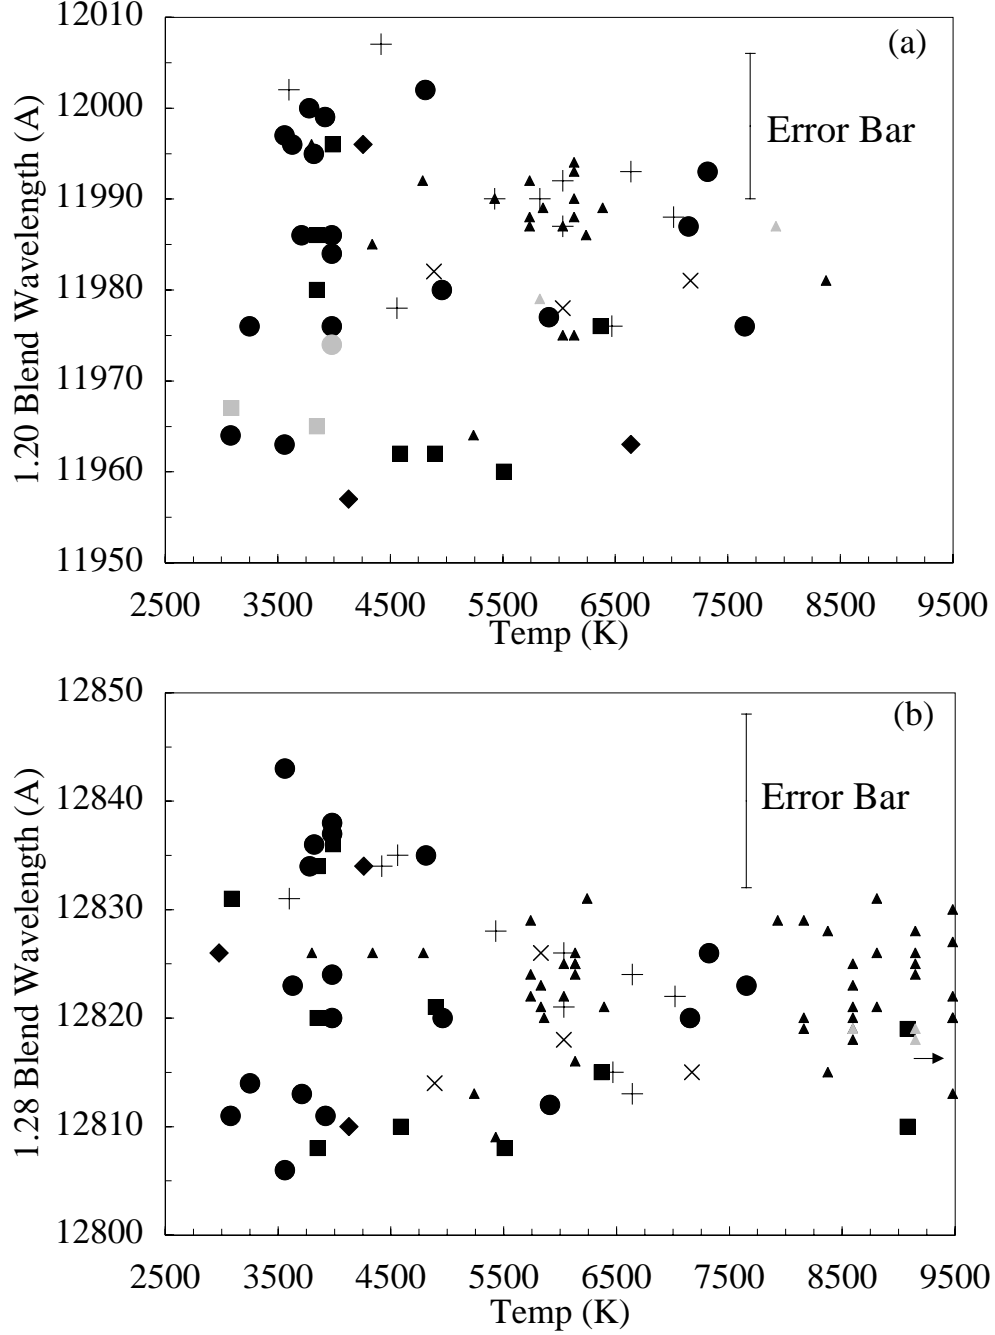 12010
(a)
12000
Error Bar
11990
11980
11970
11960
11950
1.20 Blend Wavelength (A)
2500 3500 4500 5500 6500 7500 8500 9500
Temp (K)
12850
(b)
12840
Error Bar
12830
12820
12810
12800
1.28 Blend Wavelength (A)
2500 3500 4500 5500 6500 7500 8500 9500
Temp (K)